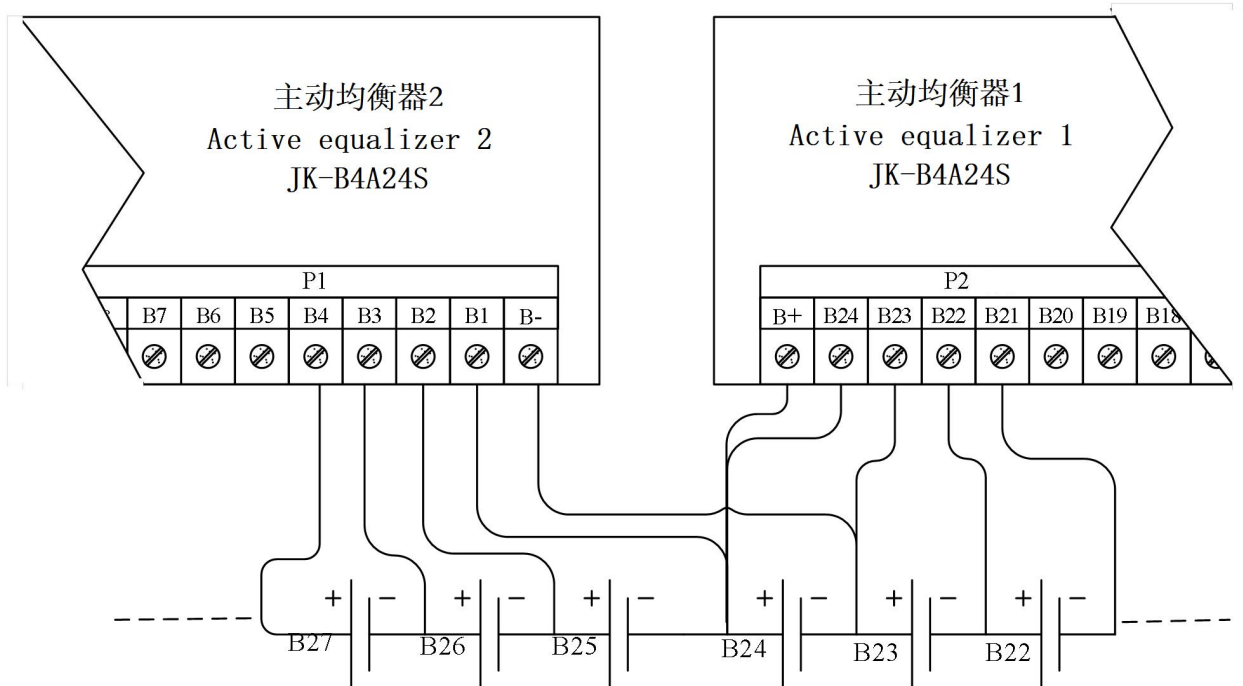 主动均衡器2
Active equalizer 2
JK-B4A24S
主动均衡器1
Active equalizer 1
JK-B4A24S
P1
P2
B7 B6 B5 B4 B3 B2 B1 B-
B+ B24 B23 B22 B21 B20 B19 B18
+ - + - + - + - + - + -
B27 B26 B25 B24 B23 B22